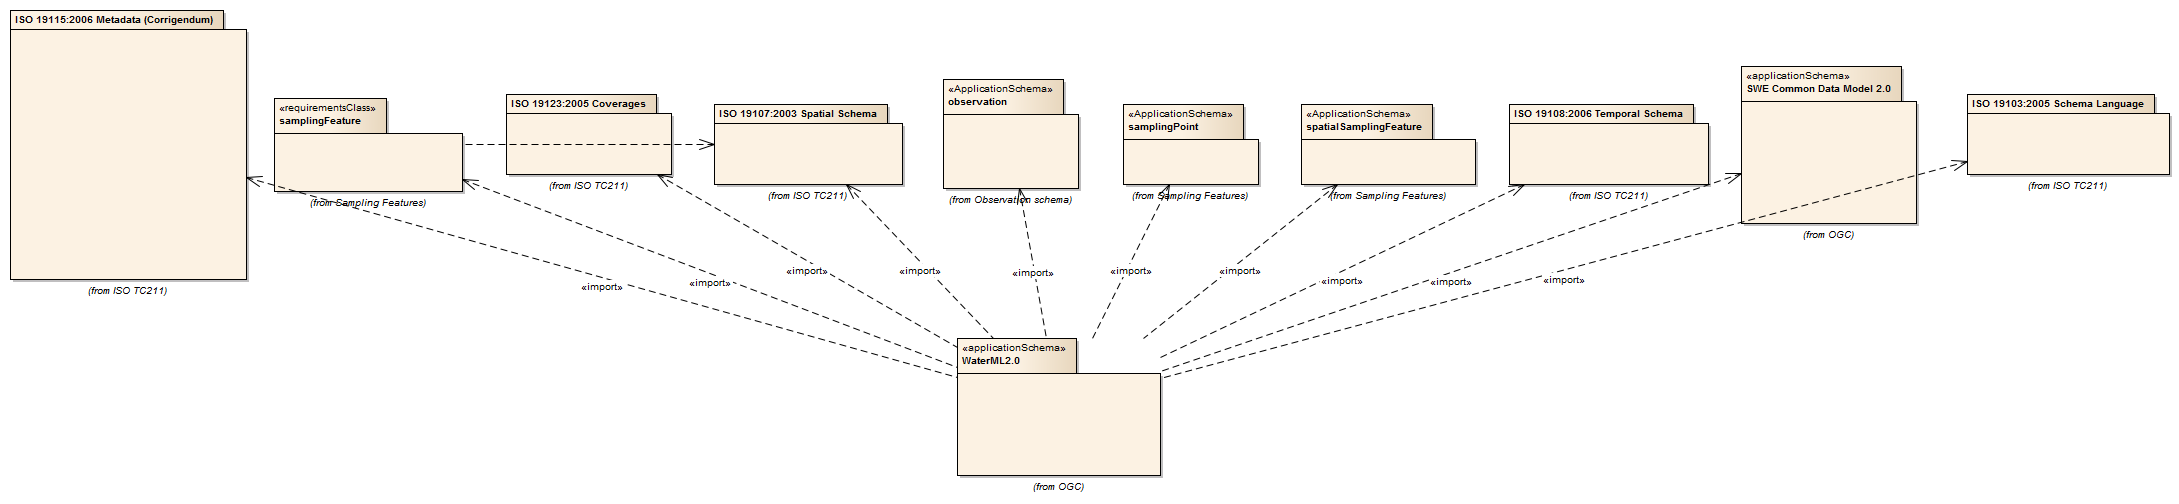 ISO 19115:2006 Metadata (Corrigendum)
(from ISO TC211)
«requirementsClass»
samplingFeature
(from Sampling Features)
ISO 19123:2005 Coverages
(from ISO TC211)
ISO 19107:2003 Spatial Schema
(from ISO TC211)
«ApplicationSchema»
observation
(from Observation schema)
«ApplicationSchema»
samplingPoint
(from Sampling Features)
«ApplicationSchema»
spatialSamplingFeature
(from Sampling Features)
ISO 19108:2006 Temporal Schema
(from ISO TC211)
«applicationSchema»
SWE Common Data Model 2.0
(from OGC)
ISO 19103:2005 Schema Language
(from ISO TC211)
«import»
«import»
«import»
«import»
«import»
«import»
«import»
«import»
«import»
«import»
«applicationSchema»
WaterML2.0
(from OGC)